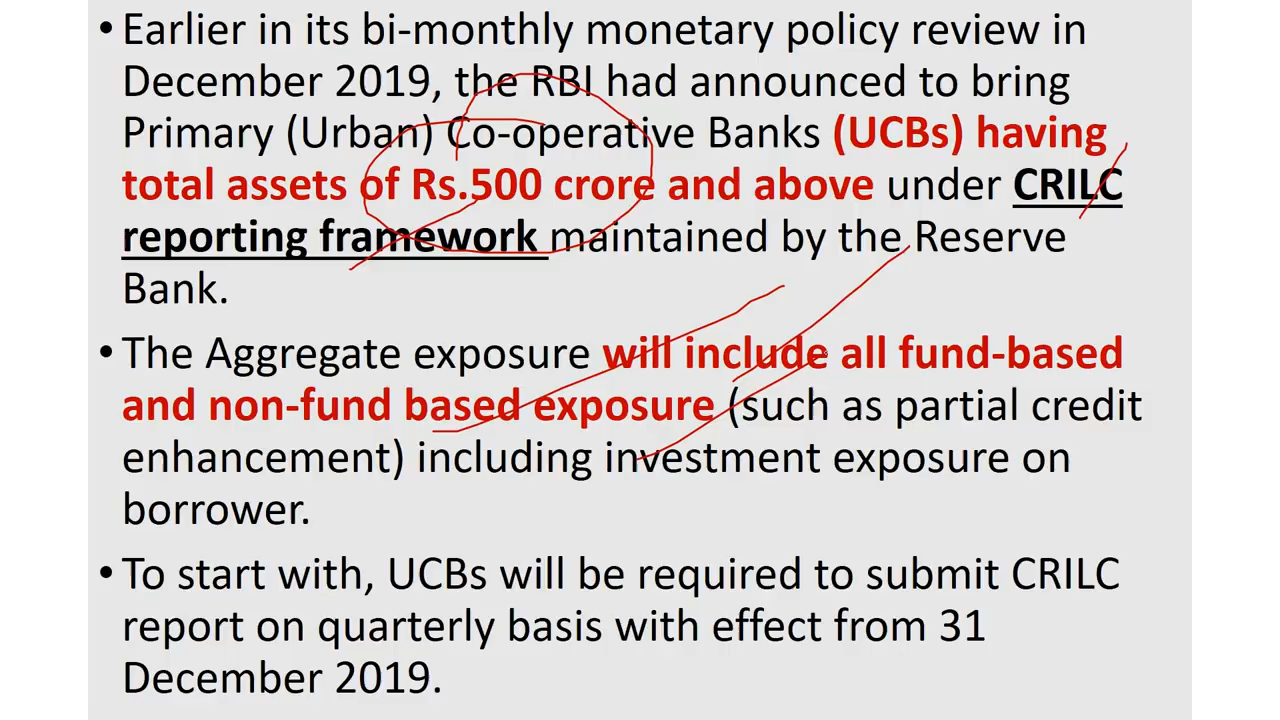 • Earlier in its bi-monthly monetary policy review in
December 2019, the RBI had announced to bring
Primary (Urban) Co-operative Banks (UCBs) having
total assets of Rs.500 crore and above under CRILC
reporting framework maintained by the Reserve
Bank.
• The Aggregate exposure will include all fund-based
and non-fund based exposure (such as partial credit
enhancement) including investment exposure on
borrower.
• To start with, UCBs will be required to submit CRILC
report on quarterly basis with effect from 31
December 2019.